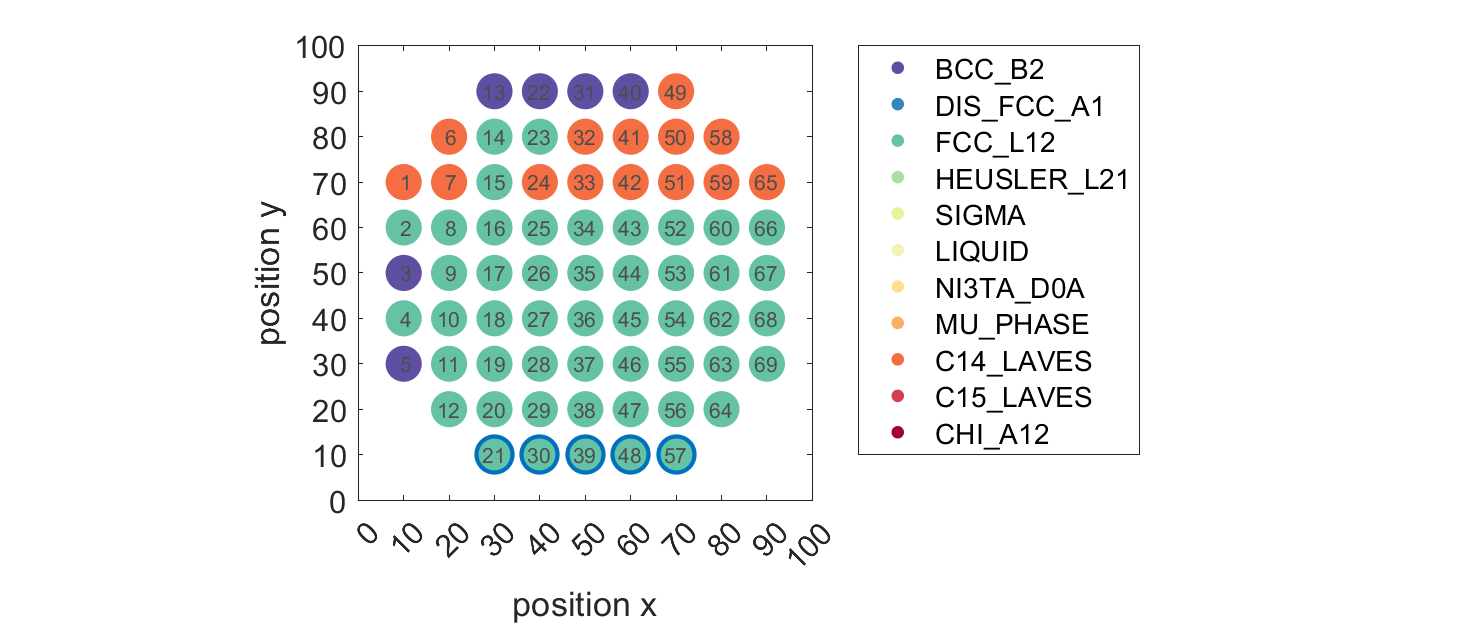 100
90
80
70
60
50
40
30
20
10
0
position y
13 22 31 40 49
6 14 23 32 41 50 58
1 7 15 24 33 42 51 59 65
2 8 16 25 34 43 52 60 66
3 9 17 26 35 44 53 61 67
4 10 18 27 36 45 54 62 68
5 11 19 28 37 46 55 63 69
12 20 29 38 47 56 64
21 30 39 48 57
0 10 20 30 40 50 60 70 80 90 100
position x
BCC_B2
DIS_FCC_A1
FCC_L12
HEUSLER_L21
SIGMA
LIQUID
NI3TA_D0A
MU_PHASE
C14_LAVES
C15_LAVES
CHI_A12